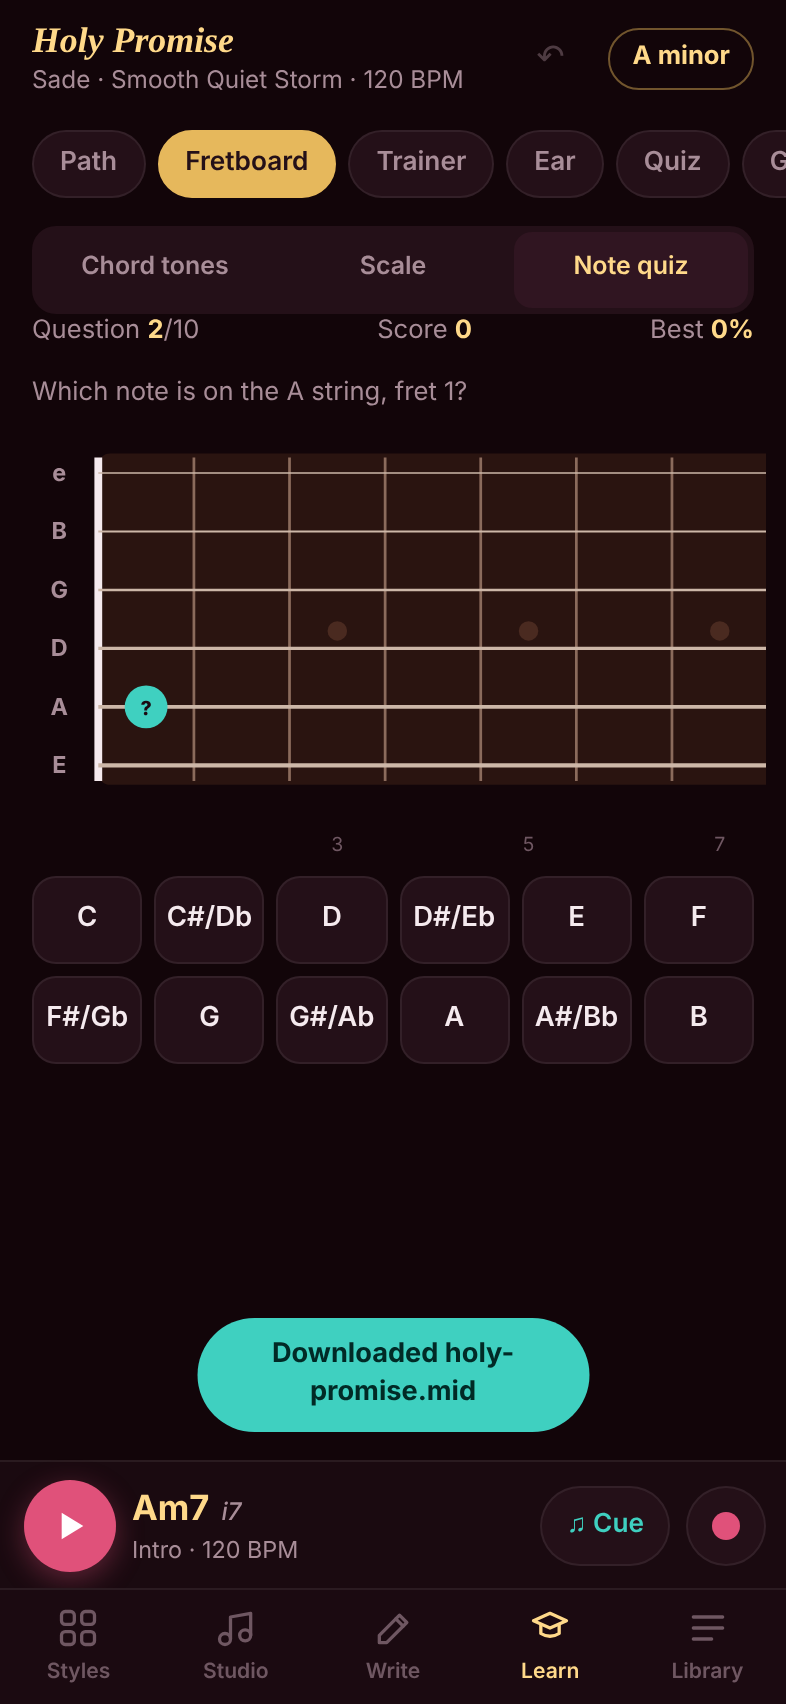 Holy Promise
Sade · Smooth Quiet Storm · 120 BPM
↶
A minor
Path
Fretboard
Trainer
Ear
Quiz
Chord tones
Scale
Note quiz
Question 2/10
Score 0
Best 0%
Which note is on the A string, fret 1?
e
B
G
D
A
?
E
3
5
7
C
C#/Db
D
D#/Eb
E
F
F#/Gb
G
G#/Ab
A
A#/Bb
B
Downloaded holy-
promise.mid
Am7 i7
Intro · 120 BPM
♫ Cue
Styles
Studio
Write
Learn
Library